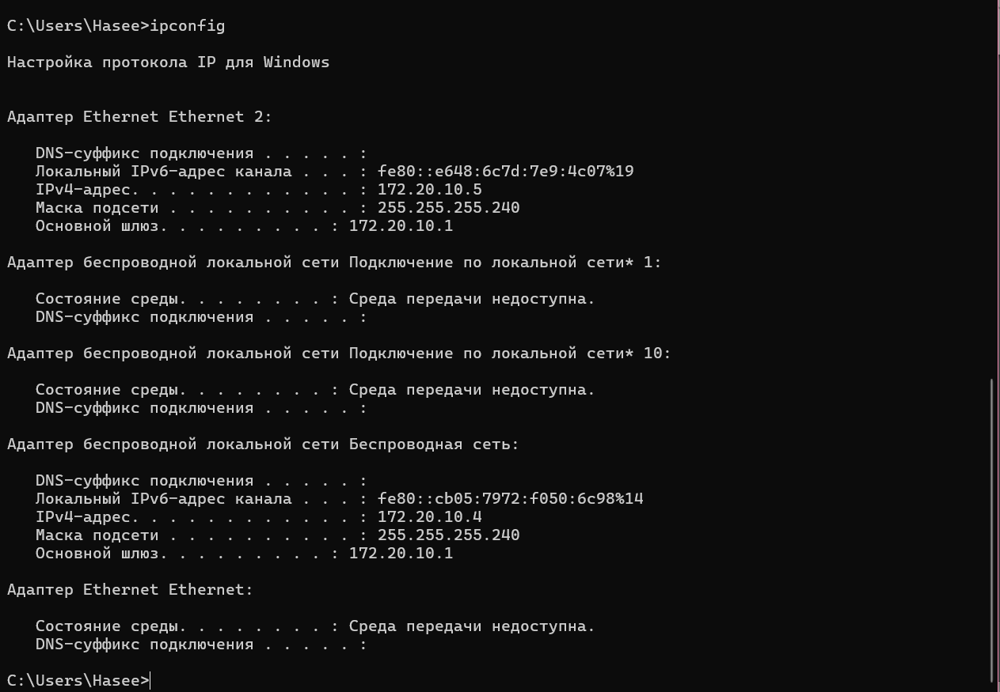 C:\Users\Hasee>ipconfig
Настройка протокола IP для Windows
Адаптер Ethernet Ethernet 2:
DNS-суффикс подключения . . . . . :
Локальный IPv6-адрес канала . . . : fe80::e648:6c7d:7e9:4c07%19
IPv4-адрес. . . . . . . . . . . . : 172.20.10.5
Маска подсети . . . . . . . . . . : 255.255.255.240
Основной шлюз. . . . . . . . . : 172.20.10.1
Адаптер беспроводной локальной сети Подключение по локальной сети* 1:
Состояние среды. . . . . . . . : Среда передачи недоступна.
DNS-суффикс подключения . . . . . :
Адаптер беспроводной локальной сети Подключение по локальной сети* 10:
Состояние среды. . . . . . . . : Среда передачи недоступна.
DNS-суффикс подключения . . . . . :
Адаптер беспроводной локальной сети Беспроводная сеть:
DNS-суффикс подключения . . . . . :
Локальный IPv6-адрес канала . . . : fe80::cb05:7972:f050:6c98%14
IPv4-адрес. . . . . . . . . . . . : 172.20.10.4
Маска подсети . . . . . . . . . . : 255.255.255.240
Основной шлюз. . . . . . . . . : 172.20.10.1
Адаптер Ethernet Ethernet:
Состояние среды. . . . . . . . : Среда передачи недоступна.
DNS-суффикс подключения . . . . . :
C:\Users\Hasee>